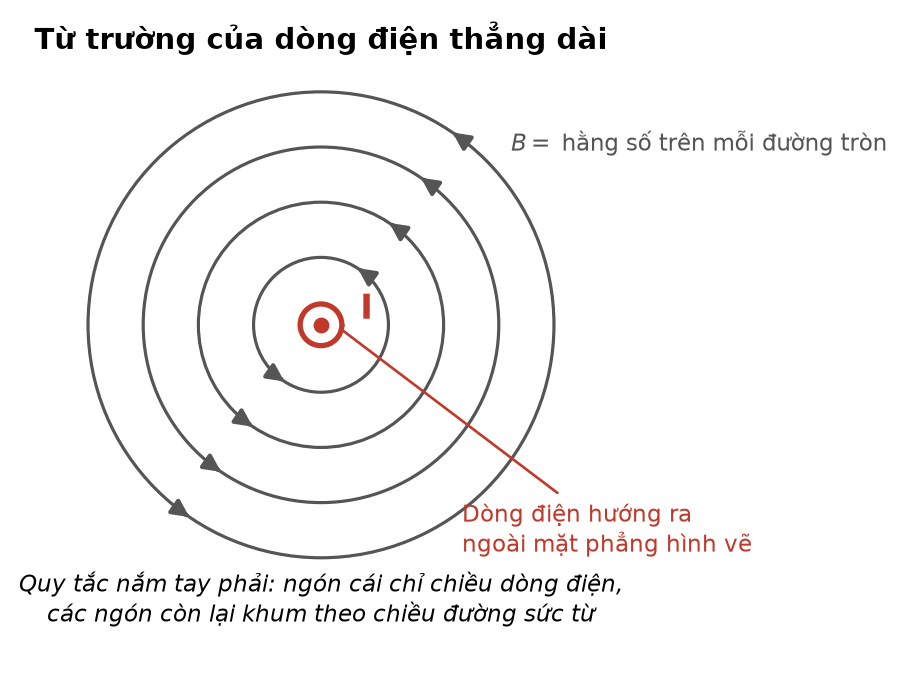 Từ trường của dòng điện thẳng dài
B = hằng số trên mỗi đường tròn
I
Dòng điện hướng ra
ngoài mặt phẳng hình vẽ
Quy tắc nắm tay phải: ngón cái chỉ chiều dòng điện,
các ngón còn lại khum theo chiều đường sức từ